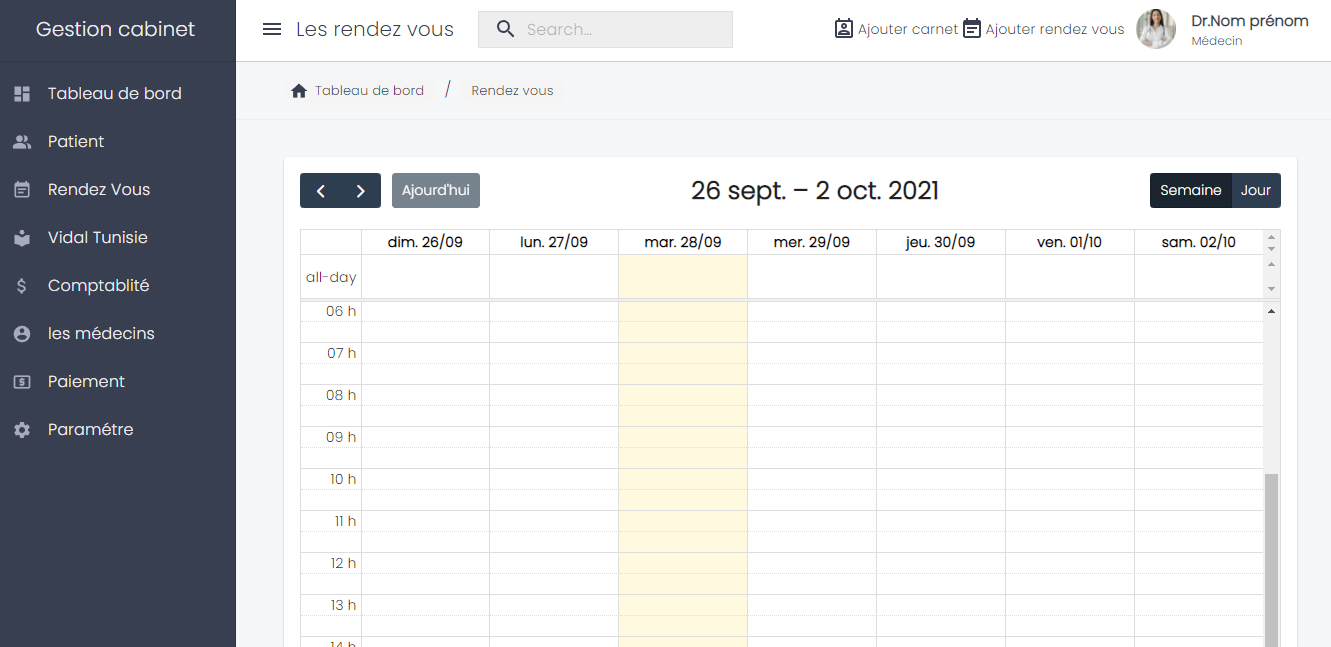 Gestion cabinet
Les rendez vous
Search...
Ajouter carnet
Ajouter rendez vous
Dr.Nom prénom
Médecin
Tableau de bord
Patient
Rendez Vous
Vidal Tunisie
Comptablité
les médecins
Paiement
Paramétre
Tableau de bord / Rendez vous
Ajourd'hui
26 sept. – 2 oct. 2021
Semaine
Jour
dim. 26/09 lun. 27/09 mar. 28/09 mer. 29/09 jeu. 30/09 ven. 01/10 sam. 02/10
all-day
06 h
07 h
08 h
09 h
10 h
11 h
12 h
13 h
14 h